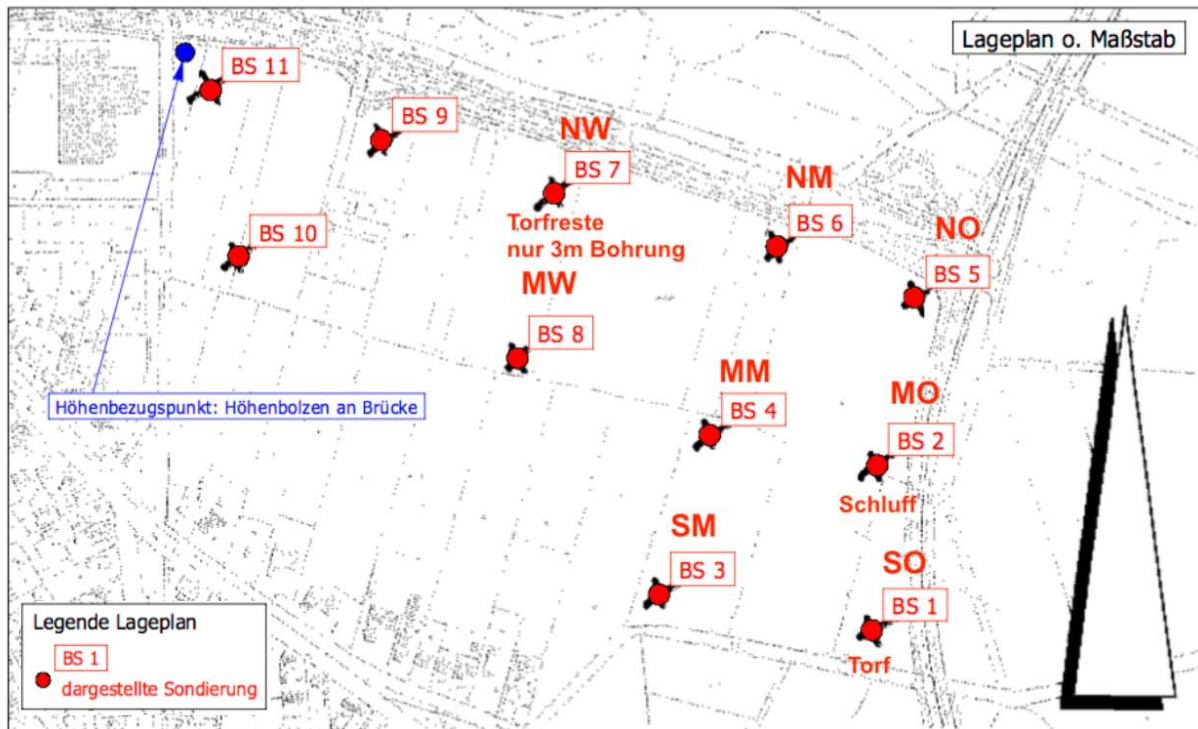 Lageplan o. Maßstab
BS 11
BS 9
NW
BS 7
Torfreste
nur 3m Bohrung
NM
BS 6
NO
BS 5
BS 10
MW
BS 8
MM
BS 4
MO
BS 2
Schluff
Höhenbezugspunkt: Höhenbolzen an Brücke
SM
BS 3
SO
BS 1
Torf
Legende Lageplan
BS 1
dargestellte Sondierung